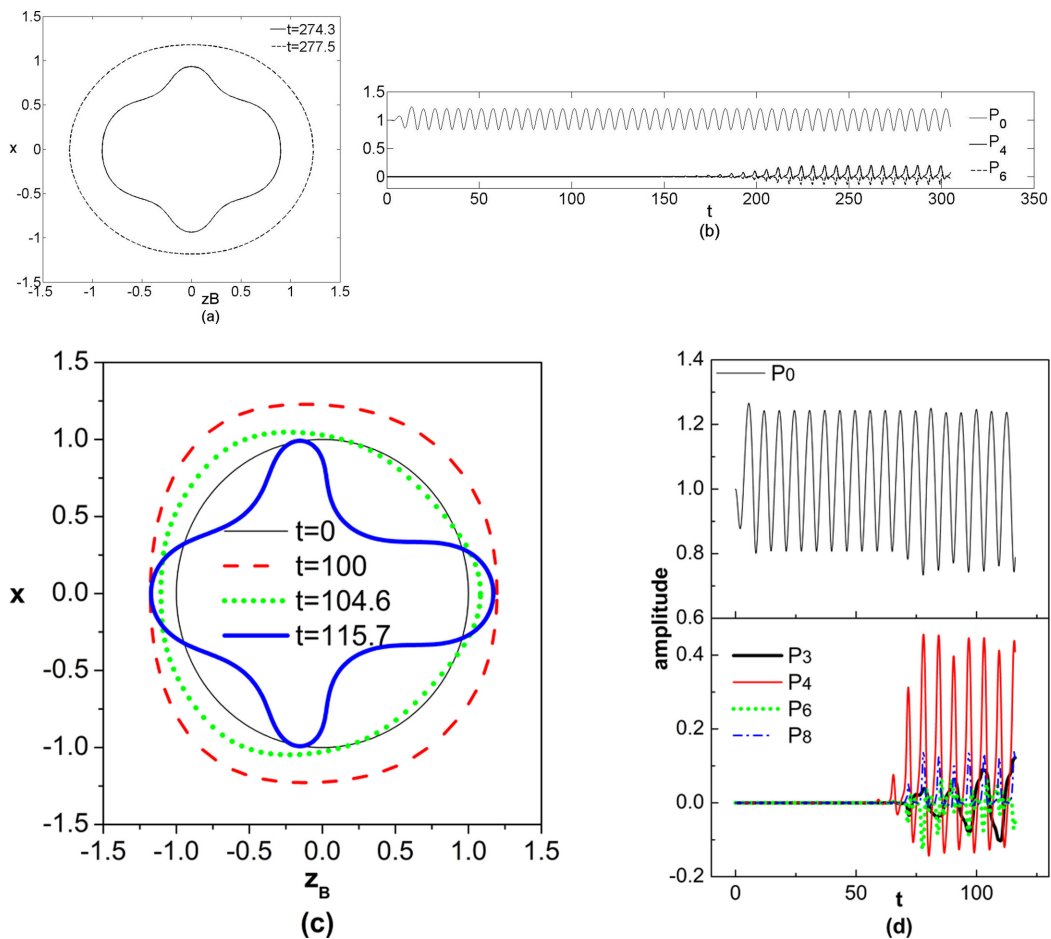 1.5
1
0.5
0
-0.5
-1
-1.5
x
-1.5 -1 -0.5 0 0.5 1 1.5
zB
(a)
t=274.3
t=277.5
1.5
1
0.5
0
0 50 100 150 200 250 300 350
t
(b)
P0
P4
P6
1.5
1.0
0.5
0.0
-0.5
-1.0
-1.5
x
t=0
t=100
t=104.6
t=115.7
-1.5 -1.0 -0.5 0.0 0.5 1.0 1.5
zB
(c)
1.4
1.2
1.0
0.8
0.6
0.4
0.2
0.0
-0.2
amplitude
P0
P3
P4
P6
P8
0 50 100
t
(d)